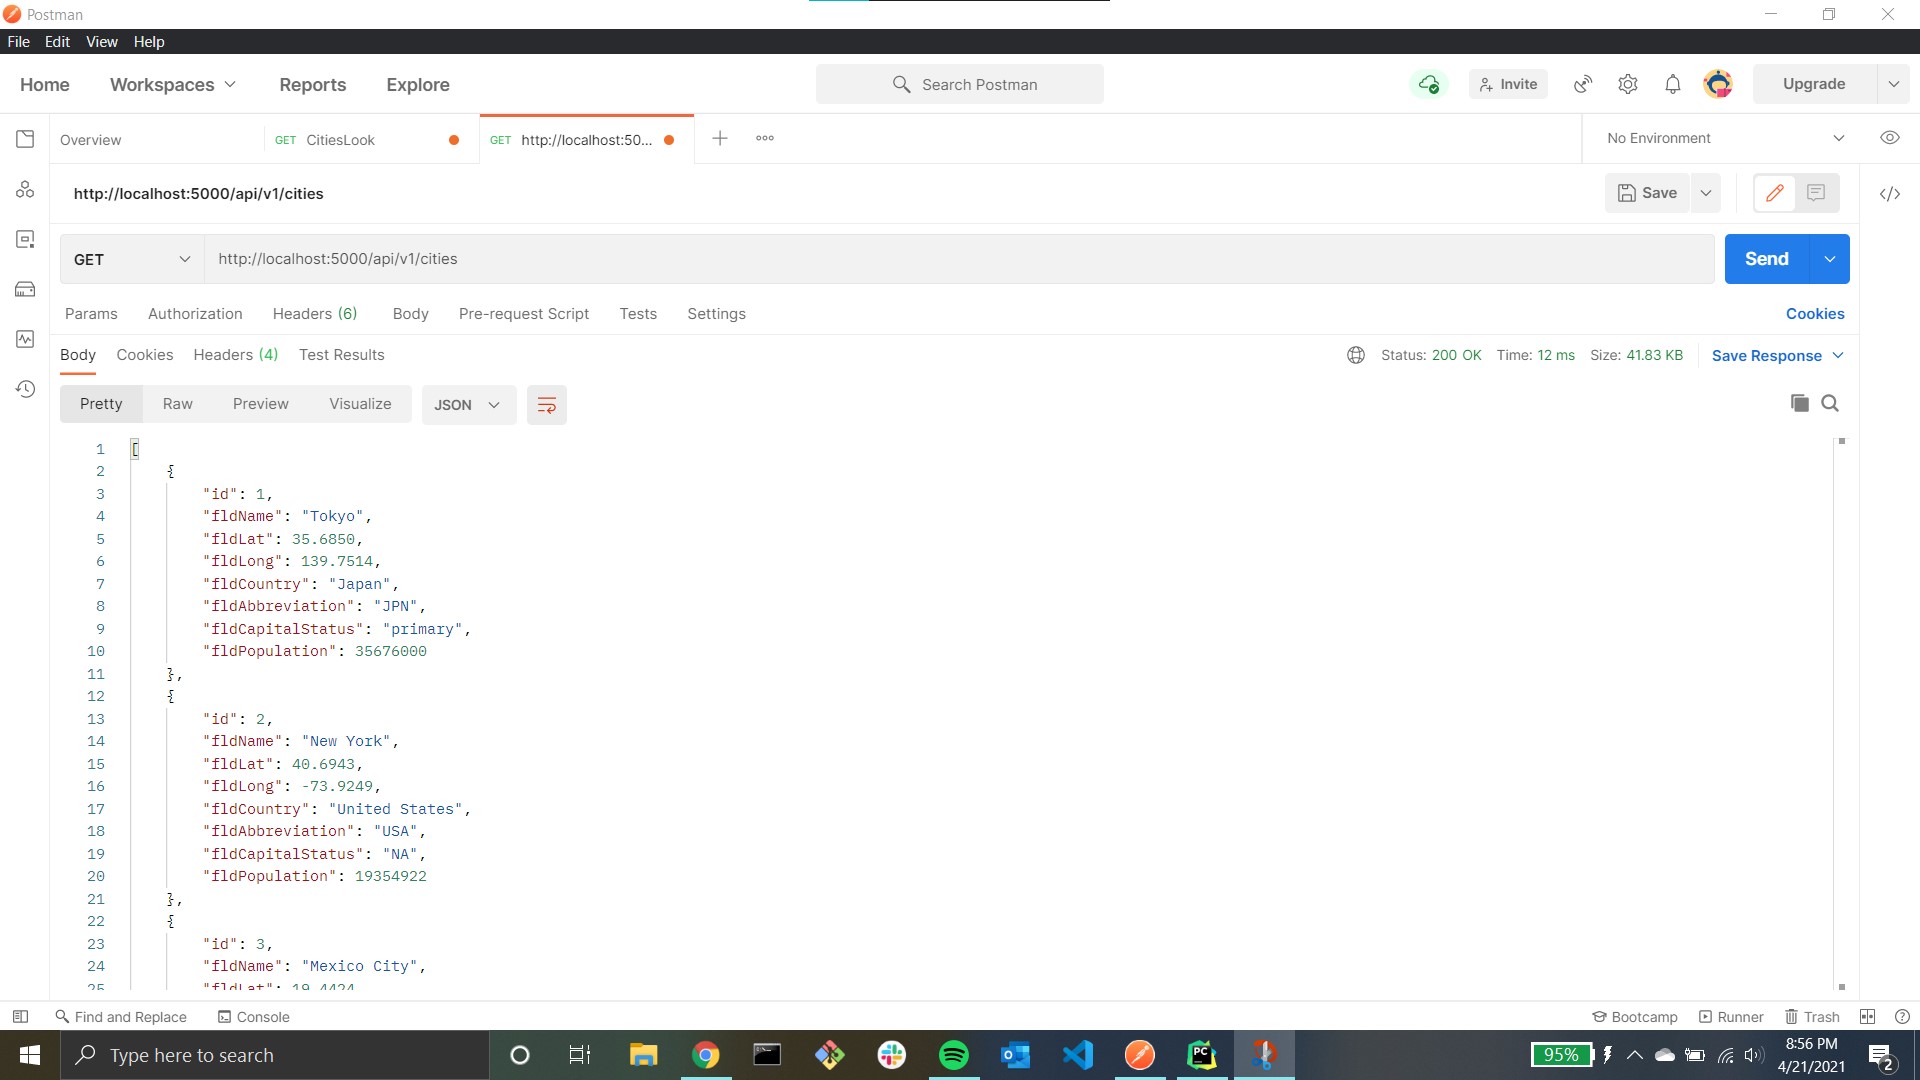 Postman
File Edit View Help
Home Workspaces Reports Explore Search Postman Invite Upgrade
Overview GET CitiesLook GET http://localhost:50... No Environment
http://localhost:5000/api/v1/cities Save
GET http://localhost:5000/api/v1/cities Send
Params Authorization Headers (6) Body Pre-request Script Tests Settings Cookies
Body Cookies Headers (4) Test Results Status: 200 OK Time: 12 ms Size: 41.83 KB Save Response
Pretty Raw Preview Visualize JSON
1 [
2 {
3 "id": 1,
4 "fldName": "Tokyo",
5 "fldLat": 35.6850,
6 "fldLong": 139.7514,
7 "fldCountry": "Japan",
8 "fldAbbreviation": "JPN",
9 "fldCapitalStatus": "primary",
10 "fldPopulation": 35676000
11 },
12 {
13 "id": 2,
14 "fldName": "New York",
15 "fldLat": 40.6943,
16 "fldLong": -73.9249,
17 "fldCountry": "United States",
18 "fldAbbreviation": "USA",
19 "fldCapitalStatus": "NA",
20 "fldPopulation": 19354922
21 },
22 {
23 "id": 3,
24 "fldName": "Mexico City",
25 "fldLat": 19.4424
Find and Replace Console Bootcamp Runner Trash
Type here to search PC 95% 8:56 PM
4/21/2021 2